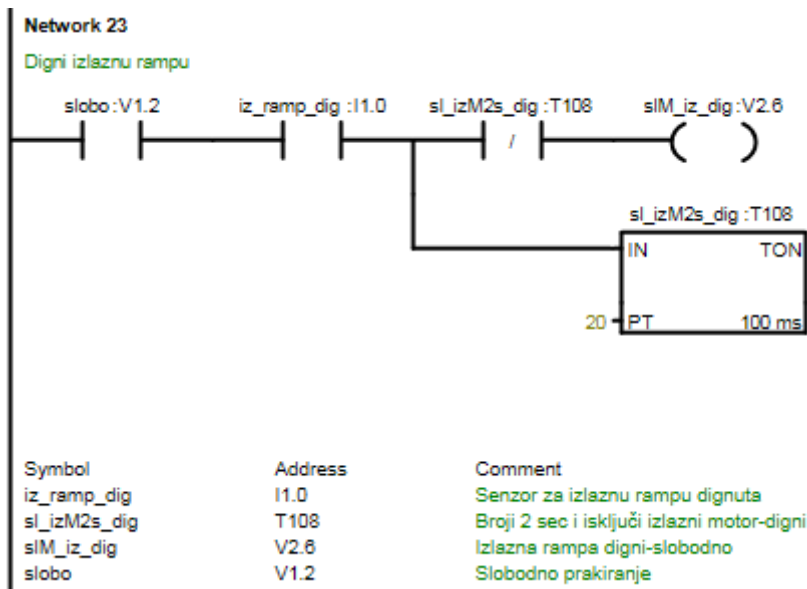 Network 23
Digni izlaznu rampu
slobo:V1.2 iz_ramp_dig :I1.0 sl_izM2s_dig :T108 slM_iz_dig:V2.6
/
sl_izM2s_dig :T108
IN TON
20 PT 100 ms
Symbol Address Comment
iz_ramp_dig I1.0 Senzor za izlaznu rampu dignuta
sl_izM2s_dig T108 Broji 2 sec i isključi izlazni motor-digni
slM_iz_dig V2.6 Izlazna rampa digni-slobodno
slobo V1.2 Slobodno prakiranje